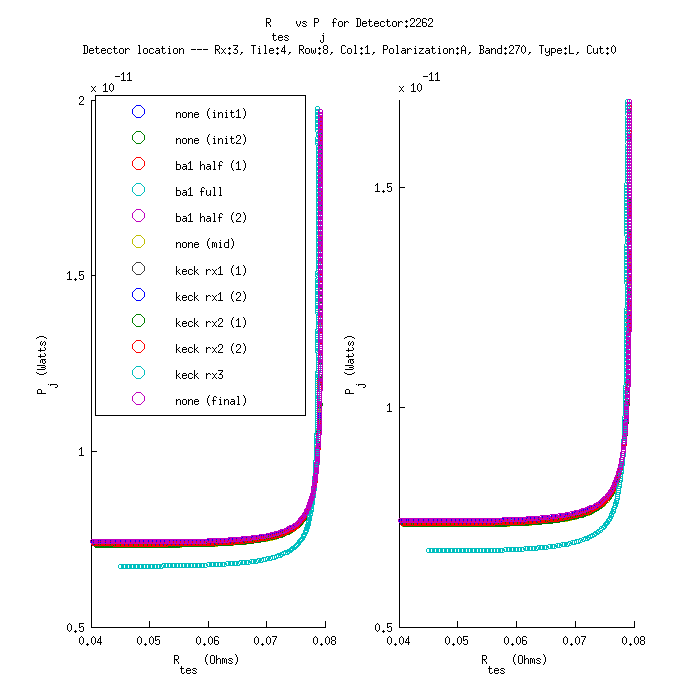 R vs P for Detector:2262
tes j
Detector location --- Rx:3, Tile:4, Row:8, Col:1, Polarization:A, Band:270, Type:L, Cut:0
x 10 -11
x 10 -11
2
1.5
1
0.5
none (init1)
none (init2)
ba1 half (1)
ba1 full
ba1 half (2)
none (mid)
keck rx1 (1)
keck rx1 (2)
keck rx2 (1)
keck rx2 (2)
keck rx3
none (final)
P j (Watts)
0.04 0.05 0.06 0.07 0.08
R tes (Ohms)
1.5
1
0.5
P j (Watts)
0.04 0.05 0.06 0.07 0.08
R tes (Ohms)